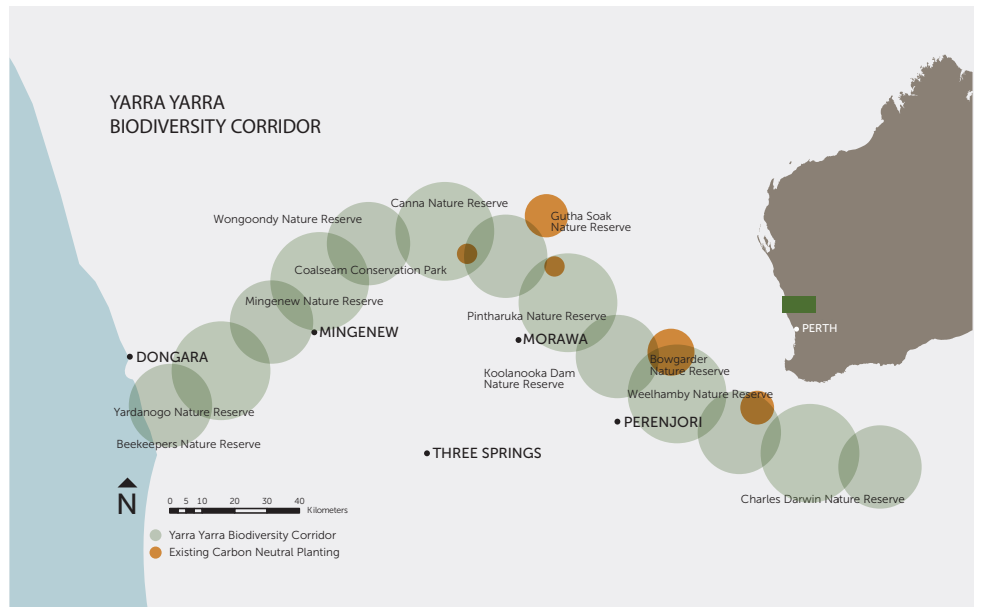 YARRA YARRA
BIODIVERSITY CORRIDOR
Canna Nature Reserve
Wongoondy Nature Reserve
Gutha Soak
Nature Reserve
Coalseam Conservation Park
Mingenew Nature Reserve
Pintharuka Nature Reserve
PERTH
MINGENEW
MORAWA
DONGARA
Bowgarder
Nature Reserve
Koolanooka Dam
Nature Reserve
Weelhamby Nature Reserve
Yardanogo Nature Reserve
PERENJORI
Beekeepers Nature Reserve
THREE SPRINGS
Charles Darwin Nature Reserve
N
0 5 10 20 30 40
Kilometers
Yarra Yarra Biodiversity Corridor
Existing Carbon Neutral Planting